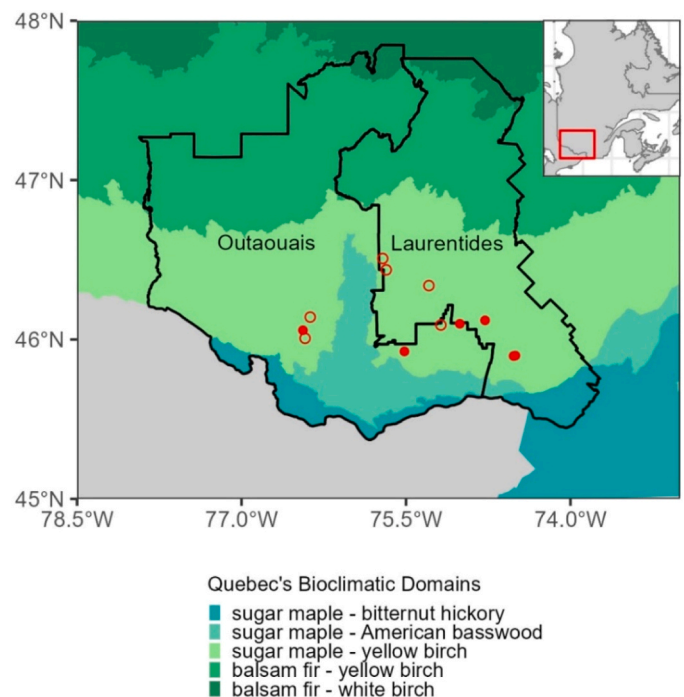 48°N
47°N
46°N
45°N
Outaouais
Laurentides
78.5°W
77.0°W
75.5°W
74.0°W
Quebec's Bioclimatic Domains
sugar maple - bitternut hickory
sugar maple - American basswood
sugar maple - yellow birch
balsam fir - yellow birch
balsam fir - white birch